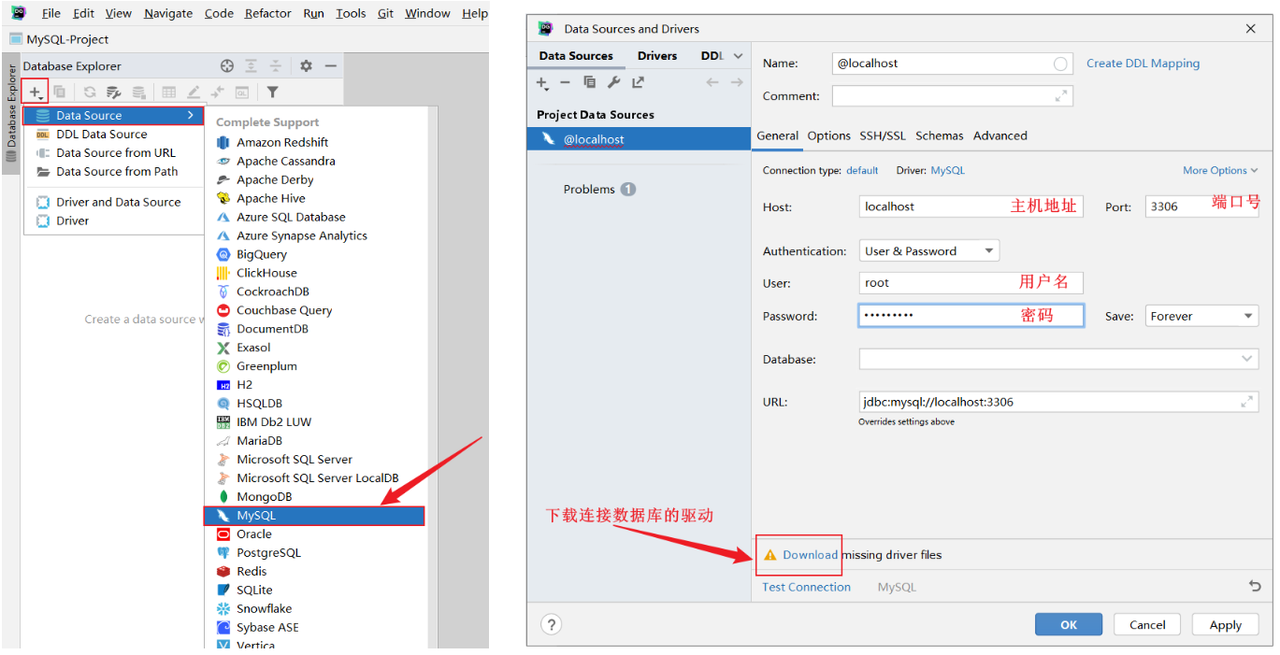 File Edit View Navigate Code Refactor Run Tools Git Window Help
MySQL-Project
Database Explorer
Database Explorer
Data Source
DDL Data Source
Data Source from URL
Data Source from Path
Driver and Data Source
Driver
Create a data source w
Complete Support
Amazon Redshift
Apache Cassandra
Apache Derby
Apache Hive
Azure SQL Database
Azure Synapse Analytics
BigQuery
ClickHouse
CockroachDB
Couchbase Query
DocumentDB
Exasol
Greenplum
H2
HSQLDB
IBM Db2 LUW
MariaDB
Microsoft SQL Server
Microsoft SQL Server LocalDB
MongoDB
MySQL
Oracle
PostgreSQL
Redis
SQLite
Snowflake
Sybase ASE
Vertica
Data Sources and Drivers
Data Sources Drivers DDL
Project Data Sources
@localhost
Problems 1
Name: @localhost Create DDL Mapping
Comment:
General Options SSH/SSL Schemas Advanced
Connection type: default Driver: MySQL More Options
Host: localhost 主机地址 Port: 3306 端口号
Authentication: User & Password
User: root 用户名
Password: ••••••••• 密码 Save: Forever
Database:
URL: jdbc:mysql://localhost:3306
Overrides settings above
下载连接数据库的驱动
Download missing driver files
Test Connection MySQL
? OK Cancel Apply